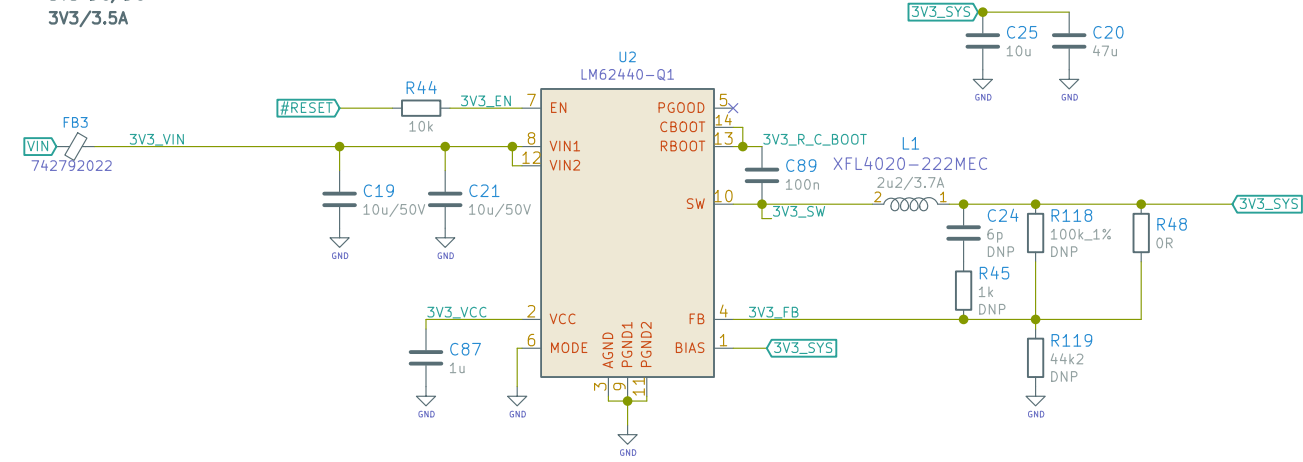 3V3/3.5A
3V3_SYS
C25
10u
C20
47u
GND
GND
U2
LM62440-Q1
#RESET
R44
10k
3V3_EN
7
EN
PGOOD
5
CBOOT
14
RBOOT
13
3V3_R_C_BOOT
FB3
VIN
742792022
3V3_VIN
8
VIN1
12
VIN2
C19
10u/50V
C21
10u/50V
GND
GND
C89
100n
L1
XFL4020-222MEC
2u2/3.7A
SW
10
3V3_SW
2
1
3V3_SYS
C24
6p
DNP
R118
100k_1%
DNP
R48
0R
R45
1k
DNP
3V3_VCC
2
VCC
FB
4
3V3_FB
6
MODE
BIAS
1
3V3_SYS
C87
1u
AGND
PGND1
PGND2
3
9
11
R119
44k2
DNP
GND
GND
GND
GND